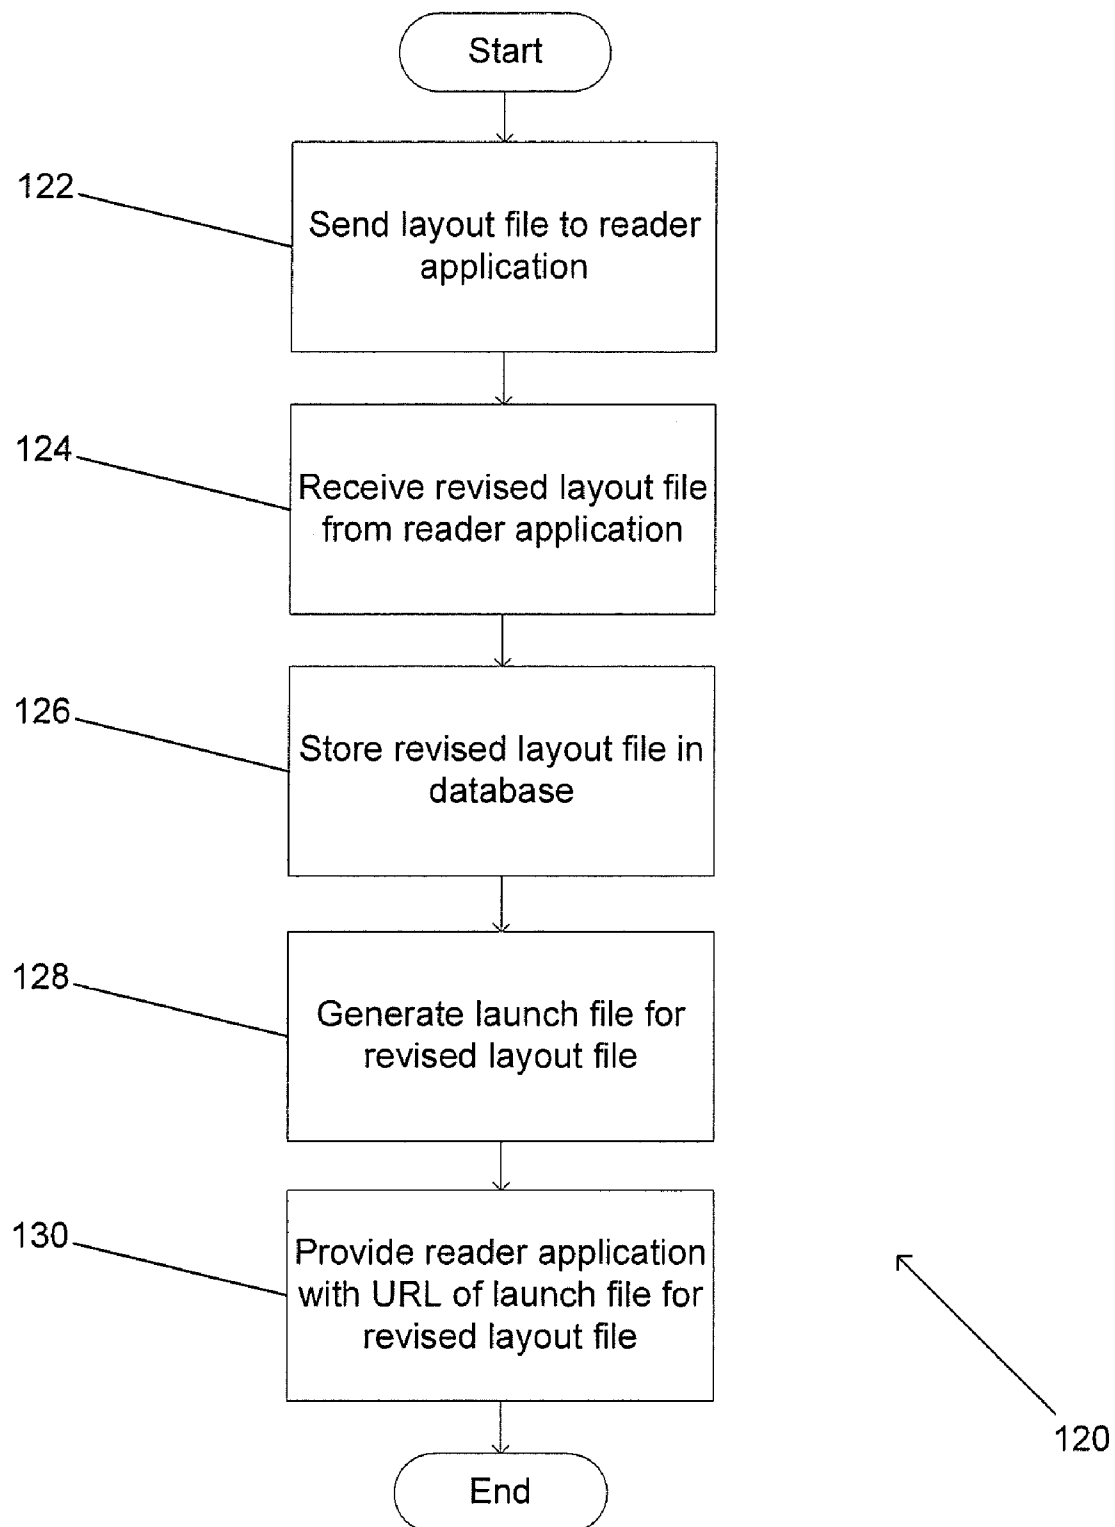 Start
122
Send layout file to reader
application
124
Receive revised layout file
from reader application
126
Store revised layout file in
database
128
Generate launch file for
revised layout file
130
Provide reader application
with URL of launch file for
revised layout file
120
End